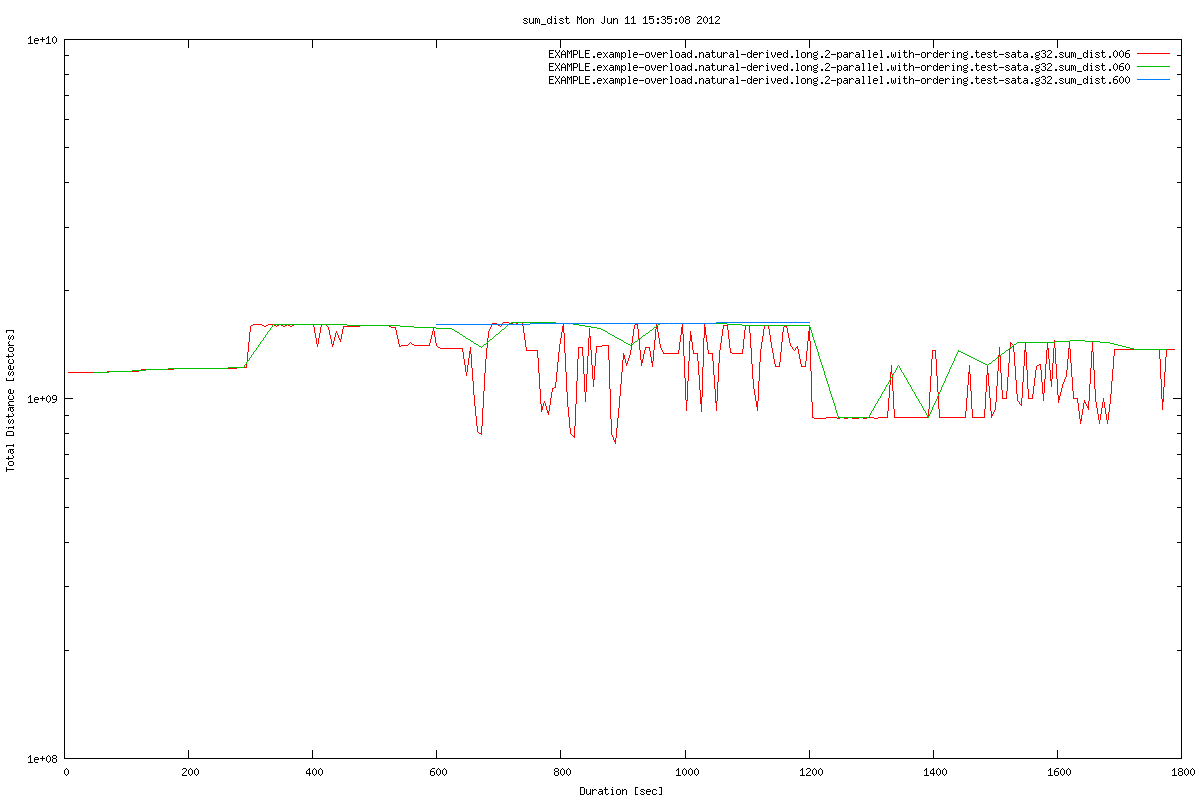 sum_dist Mon Jun 11 15:35:08 2012
1e+10
EXAMPLE.example-overload.natural-derived.long.2-parallel.with-ordering.test-sata.g32.sum_dist.006
EXAMPLE.example-overload.natural-derived.long.2-parallel.with-ordering.test-sata.g32.sum_dist.060
EXAMPLE.example-overload.natural-derived.long.2-parallel.with-ordering.test-sata.g32.sum_dist.600
Total Distance [sectors]
1e+09
1e+08
0 200 400 600 800 1000 1200 1400 1600 1800
Duration [sec]